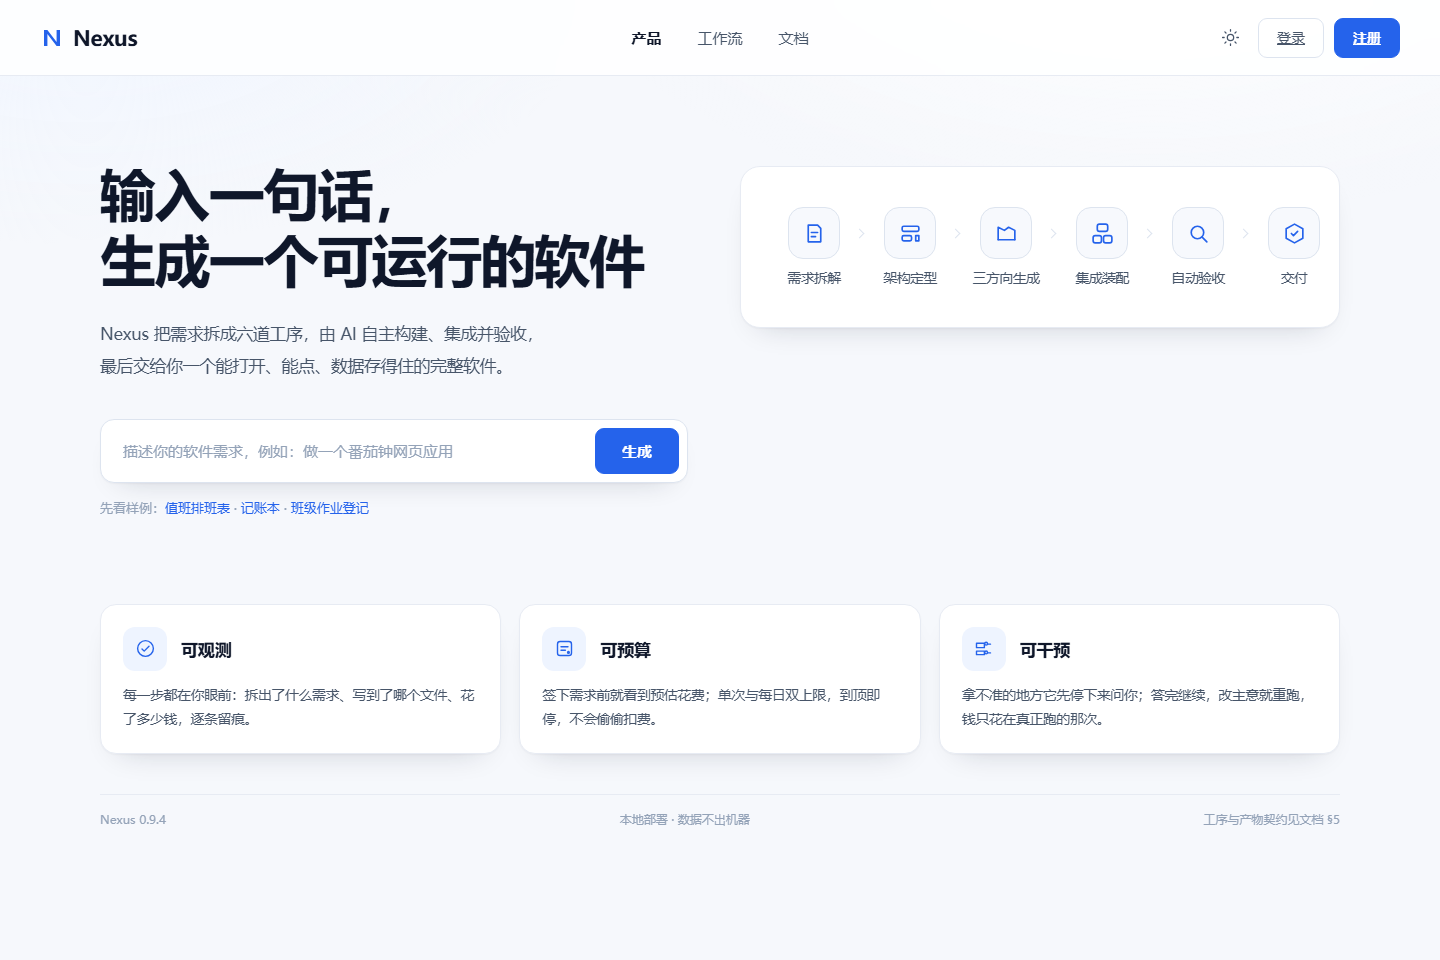 Nexus
产品
工作流
文档
登录
注册
输入一句话，
生成一个可运行的软件
Nexus 把需求拆成六道工序，由 AI 自主构建、集成并验收，
最后交给你一个能打开、能点、数据存得住的完整软件。
描述你的软件需求，例如：做一个番茄钟网页应用
生成
先看样例：值班排班表 · 记账本 · 班级作业登记
需求拆解
架构定型
三方向生成
集成装配
自动验收
交付
可观测
每一步都在你眼前：拆出了什么需求、写到了哪个文件、花
了多少钱，逐条留痕。
可预算
签下需求前就看到预估花费；单次与每日双上限，到顶即
停，不会偷偷扣费。
可干预
拿不准的地方它先停下来问你；答完继续，改主意就重跑，
钱只花在真正跑的那次。
Nexus 0.9.4
本地部署 · 数据不出机器
工序与产物契约见文档 §5